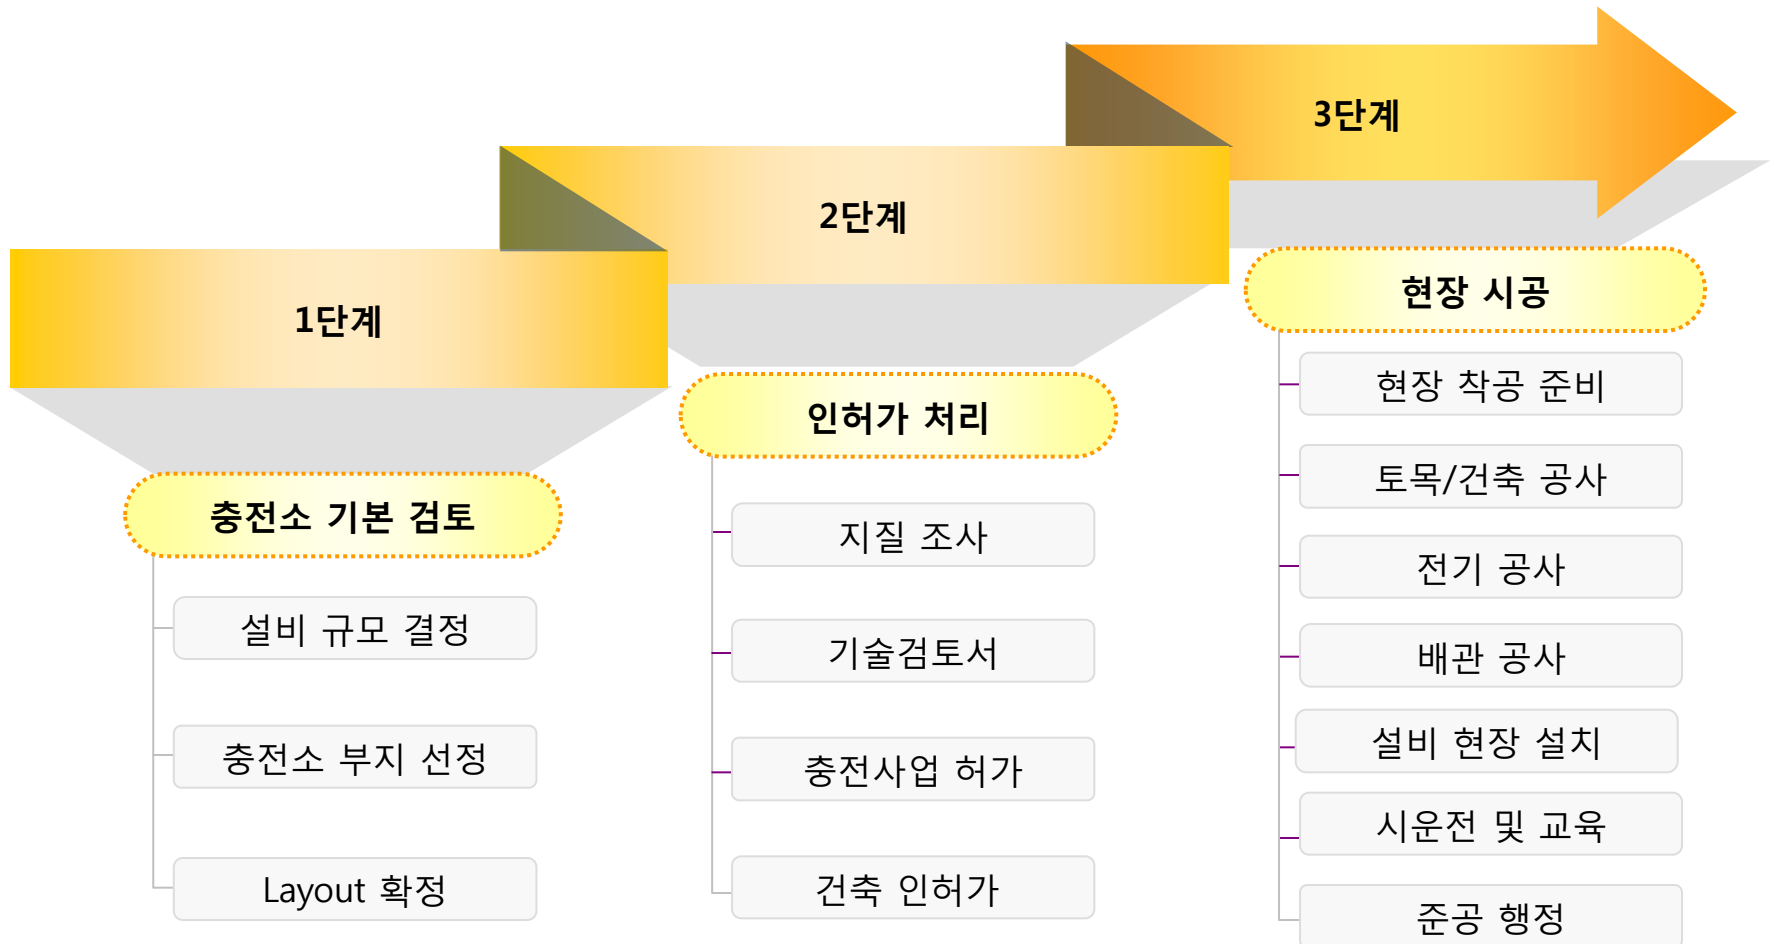 1단계
충전소 기본 검토
설비 규모 결정
충전소 부지 선정
Layout 확정
2단계
인허가 처리
지질 조사
기술검토서
충전사업 허가
건축 인허가
3단계
현장 시공
현장 착공 준비
토목/건축 공사
전기 공사
배관 공사
설비 현장 설치
시운전 및 교육
준공 행정